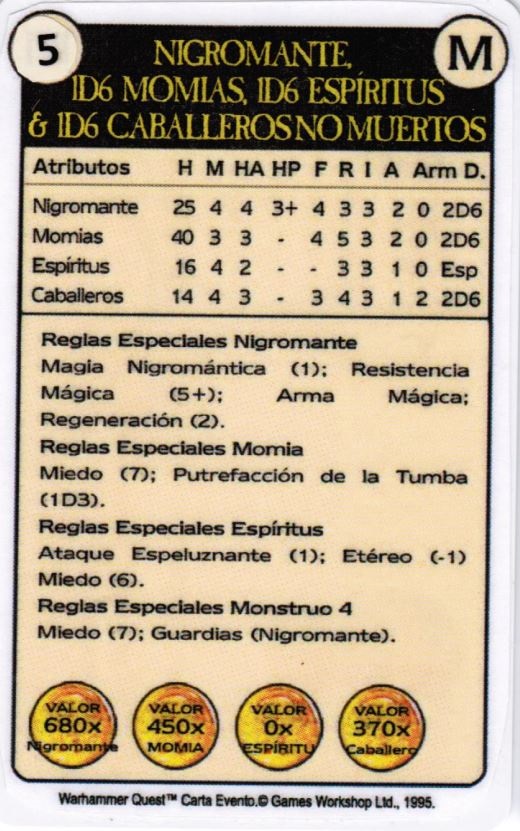 5
M
NIGROMANTE,
1D6 MOMIAS, 1D6 ESPÍRITUS
& 1D6 CABALLEROS NO MUERTOS
Atributos H M HA HP F R I A Arm D.
Nigromante 25 4 4 3+ 4 3 3 2 0 2D6
Momias 40 3 3 - 4 5 3 2 0 2D6
Espíritus 16 4 2 - - 3 3 1 0 Esp
Caballeros 14 4 3 - 3 4 3 1 2 2D6
Reglas Especiales Nigromante
Magia Nigromántica (1); Resistencia
Mágica (5+); Arma Mágica;
Regeneración (2).
Reglas Especiales Momia
Miedo (7); Putrefacción de la Tumba
(1D3).
Reglas Especiales Espíritus
Ataque Espeluznante (1); Etéreo (-1)
Miedo (6).
Reglas Especiales Monstruo 4
Miedo (7); Guardias (Nigromante).
VALOR
680x
Nigromante
VALOR
450x
MOMIA
VALOR
0x
ESPÍRITU
VALOR
370x
Caballero
Warhammer Quest™ Carta Evento.© Games Workshop Ltd., 1995.